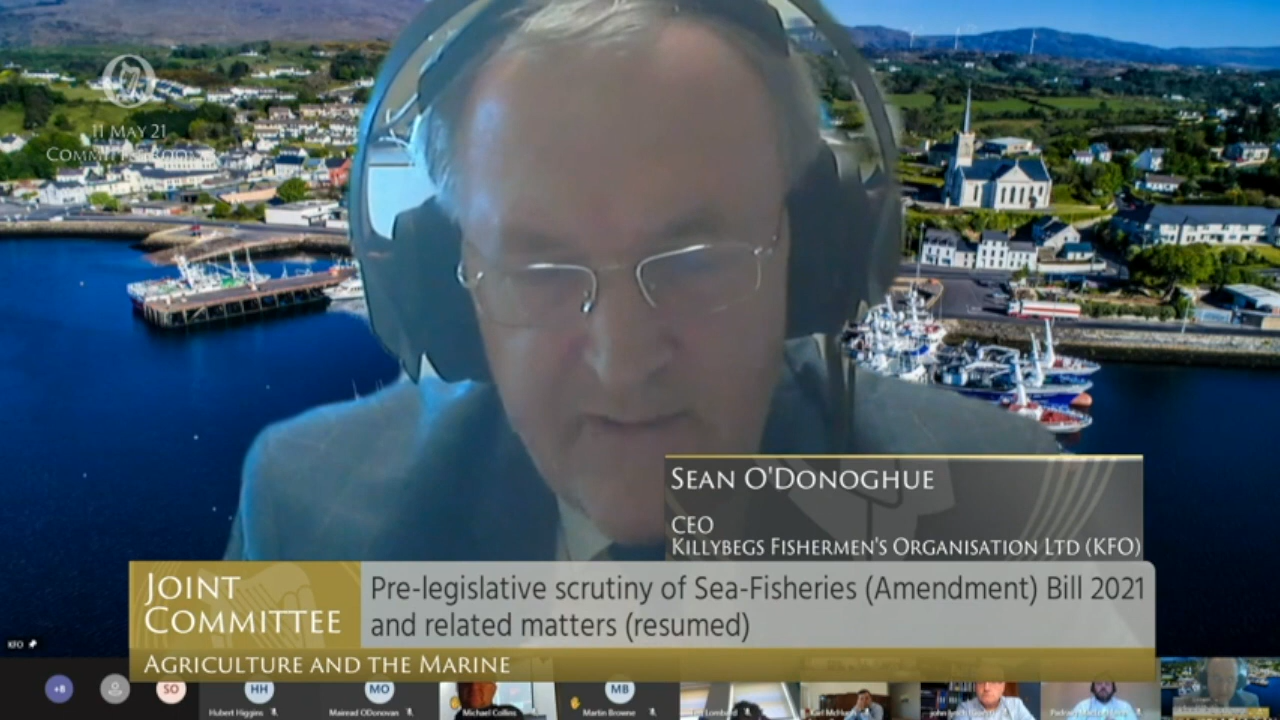 11 MAY 21
COMMITTEE ROOM
SEAN O'DONOGHUE
CEO
KILLYBEGS FISHERMEN'S ORGANISATION LTD (KFO)
JOINT
COMMITTEE
Pre-legislative scrutiny of Sea-Fisheries (Amendment) Bill 2021
and related matters (resumed)
AGRICULTURE AND THE MARINE
KFO
+8
SO
HH
MO
MB
Hubert Higgins
Mairead ODonovan
Michael Collins
Martin Browne
Lombard